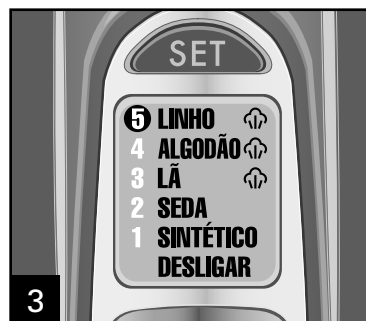 SET
5 LINHO
4 ALGODÃO
3 LÃ
2 SEDA
1 SINTÉTICO
DESLIGAR
3